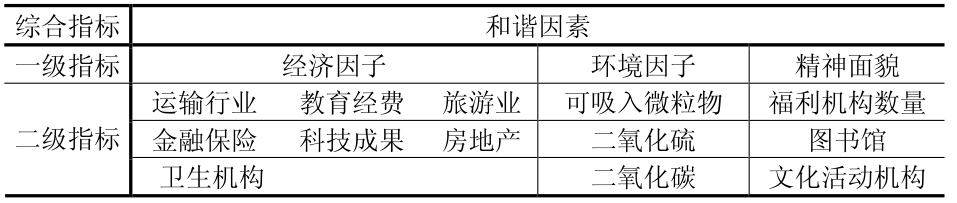 综合指标 和谐因素
一级指标 经济因子 环境因子 精神面貌
运输行业 教育经费 旅游业 可吸入微粒物 福利机构数量
二级指标 金融保险 科技成果 房地产 二氧化硫 图书馆
卫生机构 二氧化碳 文化活动机构